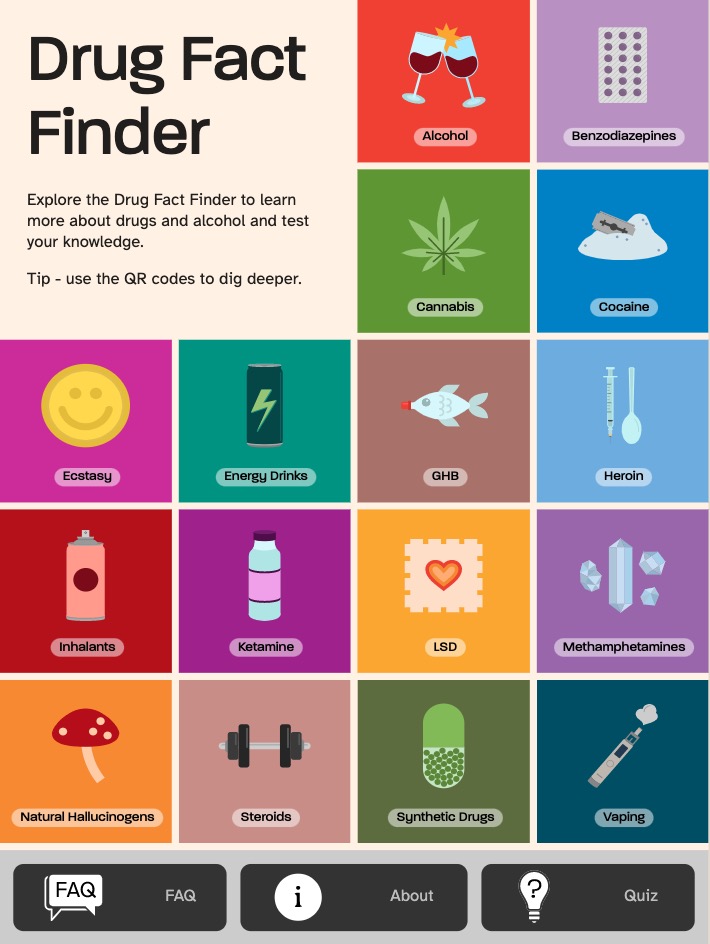 Drug Fact
Finder
Explore the Drug Fact Finder to learn
more about drugs and alcohol and test
your knowledge.
Tip - use the QR codes to dig deeper.
Alcohol
Benzodiazepines
Cannabis
Cocaine
Ecstasy
Energy Drinks
GHB
Heroin
Inhalants
Ketamine
LSD
Methamphetamines
Natural Hallucinogens
Steroids
Synthetic Drugs
Vaping
FAQ
FAQ
i
About
?
Quiz